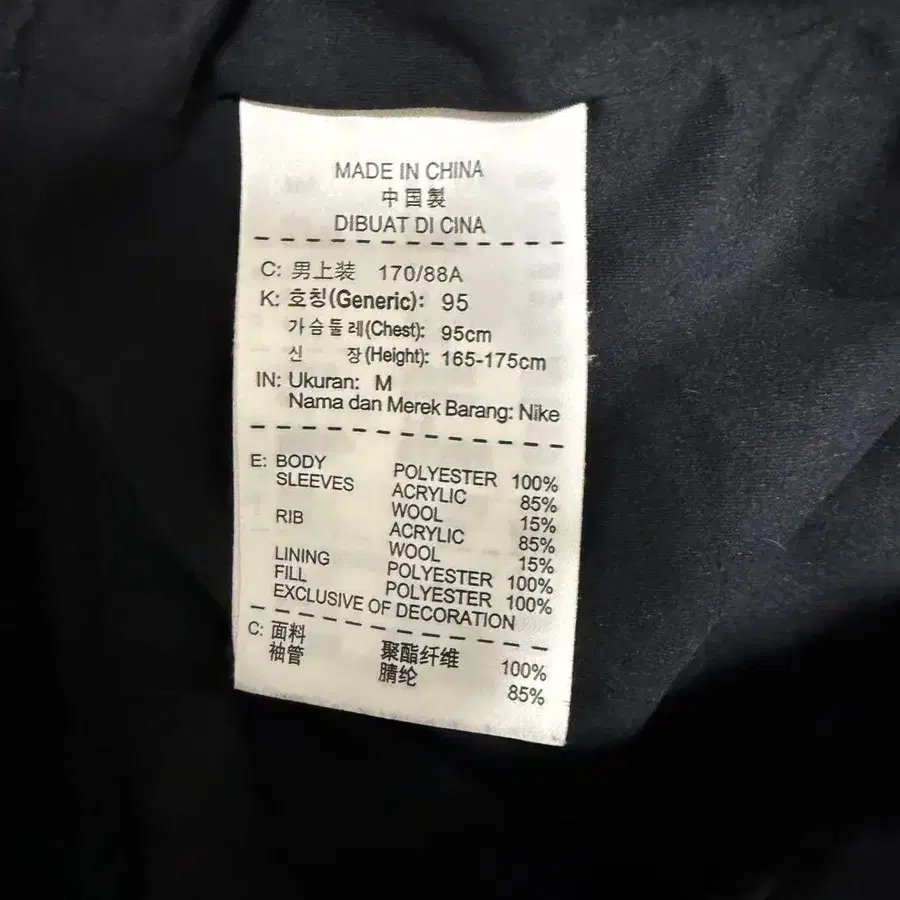 MADE IN CHINA
中国製
DIBUAT DI CINA
C: 男上装 170/88A
K: 호칭(Generic): 95
가슴둘레(Chest): 95cm
신 장(Height): 165-175cm
IN: Ukuran: M
Nama dan Merek Barang: Nike
E: BODY POLYESTER 100%
SLEEVES ACRYLIC 85%
WOOL 15%
RIB ACRYLIC 85%
WOOL 15%
LINING POLYESTER 100%
FILL POLYESTER 100%
EXCLUSIVE OF DECORATION
C: 面料 聚酯纤维 100%
袖管 腈纶 85%